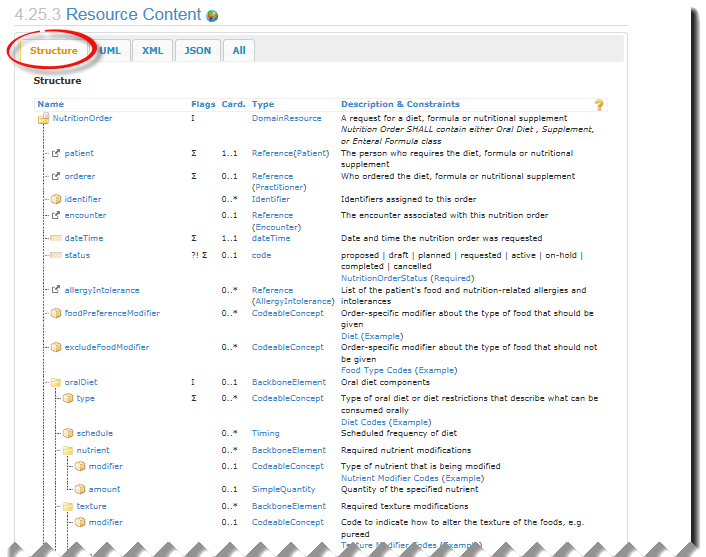 4.25.3 Resource Content
Structure UML XML JSON All
Structure
Name Flags Card. Type Description & Constraints ?
NutritionOrder I DomainResource A request for a diet, formula or nutritional supplement
Nutrition Order SHALL contain either Oral Diet , Supplement,
or Enteral Formula class
patient Σ 1..1 Reference(Patient) The person who requires the diet, formula or nutritional
supplement
orderer Σ 0..1 Reference Who ordered the diet, formula or nutritional supplement
(Practitioner)
identifier 0..* Identifier Identifiers assigned to this order
encounter 0..1 Reference The encounter associated with this nutrition order
(Encounter)
dateTime Σ 1..1 dateTime Date and time the nutrition order was requested
status ?! Σ 0..1 code proposed | draft | planned | requested | active | on-hold |
completed | cancelled
NutritionOrderStatus (Required)
allergyIntolerance 0..* Reference List of the patient's food and nutrition-related allergies and
(AllergyIntolerance) intolerances
foodPreferenceModifier 0..* CodeableConcept Order-specific modifier about the type of food that should be
given
Diet (Example)
excludeFoodModifier 0..* CodeableConcept Order-specific modifier about the type of food that should not
be given
Food Type Codes (Example)
oralDiet I 0..1 BackboneElement Oral diet components
type Σ 0..* CodeableConcept Type of oral diet or diet restrictions that describe what can be
consumed orally
Diet Codes (Example)
schedule 0..* Timing Scheduled frequency of diet
nutrient 0..* BackboneElement Required nutrient modifications
modifier 0..1 CodeableConcept Type of nutrient that is being modified
Nutrient Modifier Codes (Example)
amount 0..1 SimpleQuantity Quantity of the specified nutrient
texture 0..* BackboneElement Required texture modifications
modifier 0..1 CodeableConcept Code to indicate how to alter the texture of the foods, e.g.
pureed
Texture Modifier Codes (Example)